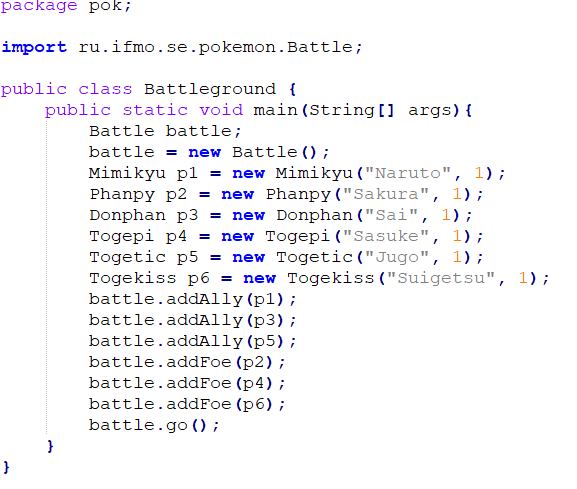 package pok;
import ru.ifmo.se.pokemon.Battle;
public class Battleground {
public static void main(String[] args){
Battle battle;
battle = new Battle();
Mimikyu p1 = new Mimikyu("Naruto", 1);
Phanpy p2 = new Phanpy("Sakura", 1);
Donphan p3 = new Donphan("Sai", 1);
Togepi p4 = new Togepi("Sasuke", 1);
Togetic p5 = new Togetic("Jugo", 1);
Togekiss p6 = new Togekiss("Suigetsu", 1);
battle.addAlly(p1);
battle.addAlly(p3);
battle.addAlly(p5);
battle.addFoe(p2);
battle.addFoe(p4);
battle.addFoe(p6);
battle.go();
}
}